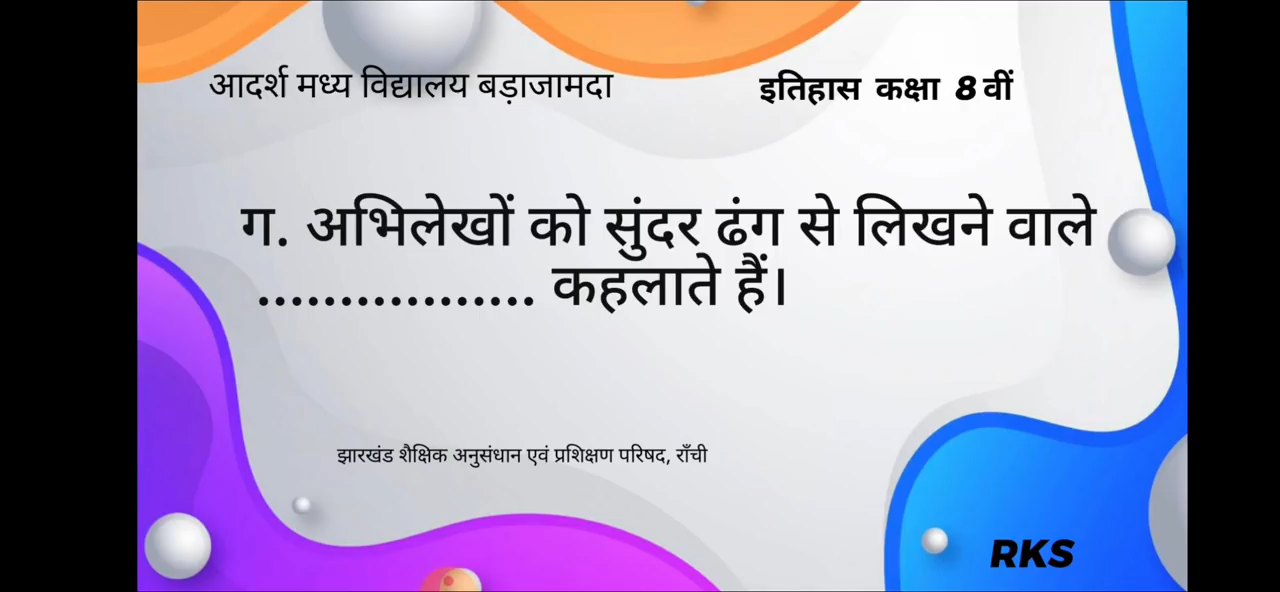 आदर्श मध्य विद्यालय बड़ाजामदा
इतिहास कक्षा 8 वीं
ग. अभिलेखों को सुंदर ढंग से लिखने वाले
................. कहलाते हैं।
झारखंड शैक्षिक अनुसंधान एवं प्रशिक्षण परिषद, राँची
RKS